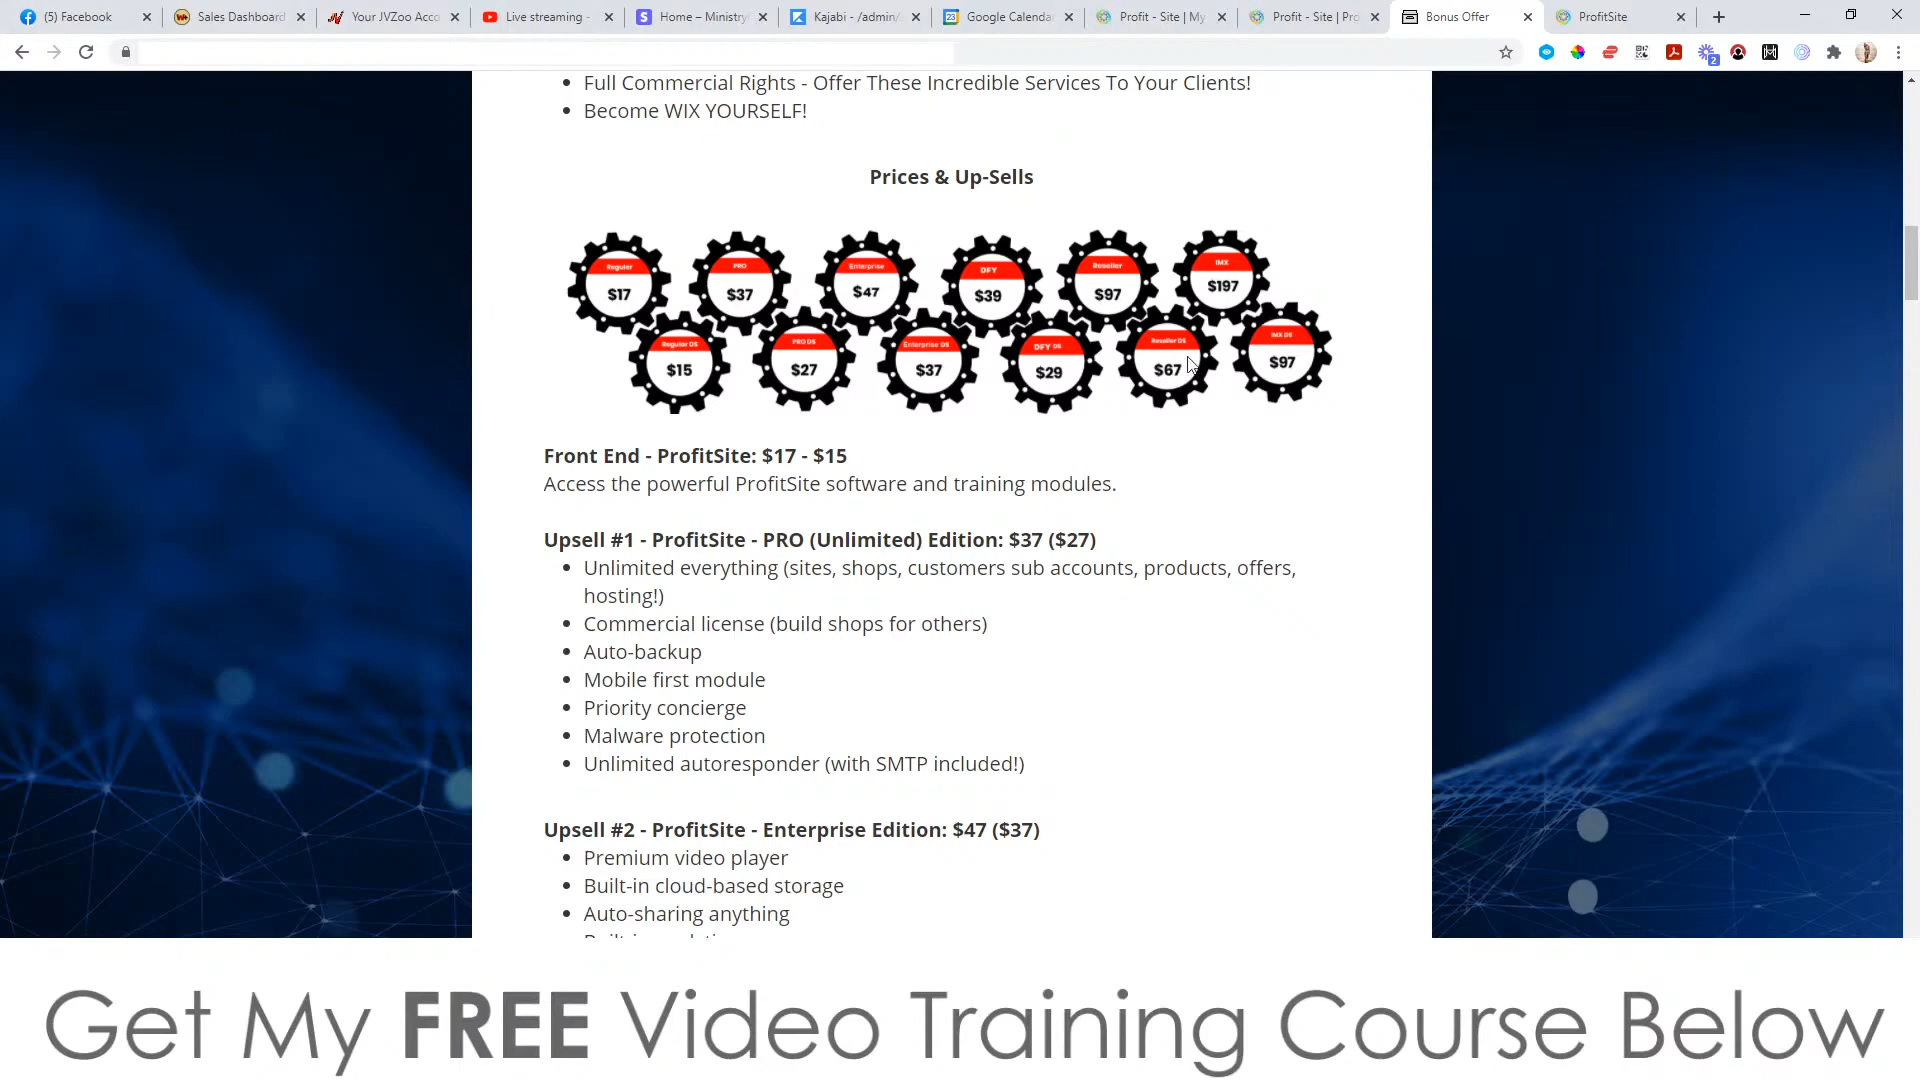 (5) Facebook
Sales Dashboard
Your JVZoo Acco
Live streaming -
Home – Ministry
Kajabi - /admin/
Google Calenda
Profit - Site | My
Profit - Site | Pro
Bonus Offer
ProfitSite
2
Full Commercial Rights - Offer These Incredible Services To Your Clients!
Become WIX YOURSELF!
Prices & Up-Sells
Regular
$17
PRO
$37
Enterprise
$47
DFY
$39
Reseller
$97
IMX
$197
Regular DS
$15
PRO DS
$27
Enterprise DS
$37
DFY DS
$29
Reseller DS
$67
IMX DS
$97
Front End - ProfitSite: $17 - $15
Access the powerful ProfitSite software and training modules.
Upsell #1 - ProfitSite - PRO (Unlimited) Edition: $37 ($27)
Unlimited everything (sites, shops, customers sub accounts, products, offers,
hosting!)
Commercial license (build shops for others)
Auto-backup
Mobile first module
Priority concierge
Malware protection
Unlimited autoresponder (with SMTP included!)
Upsell #2 - ProfitSite - Enterprise Edition: $47 ($37)
Premium video player
Built-in cloud-based storage
Auto-sharing anything
Get My FREE Video Training Course Below